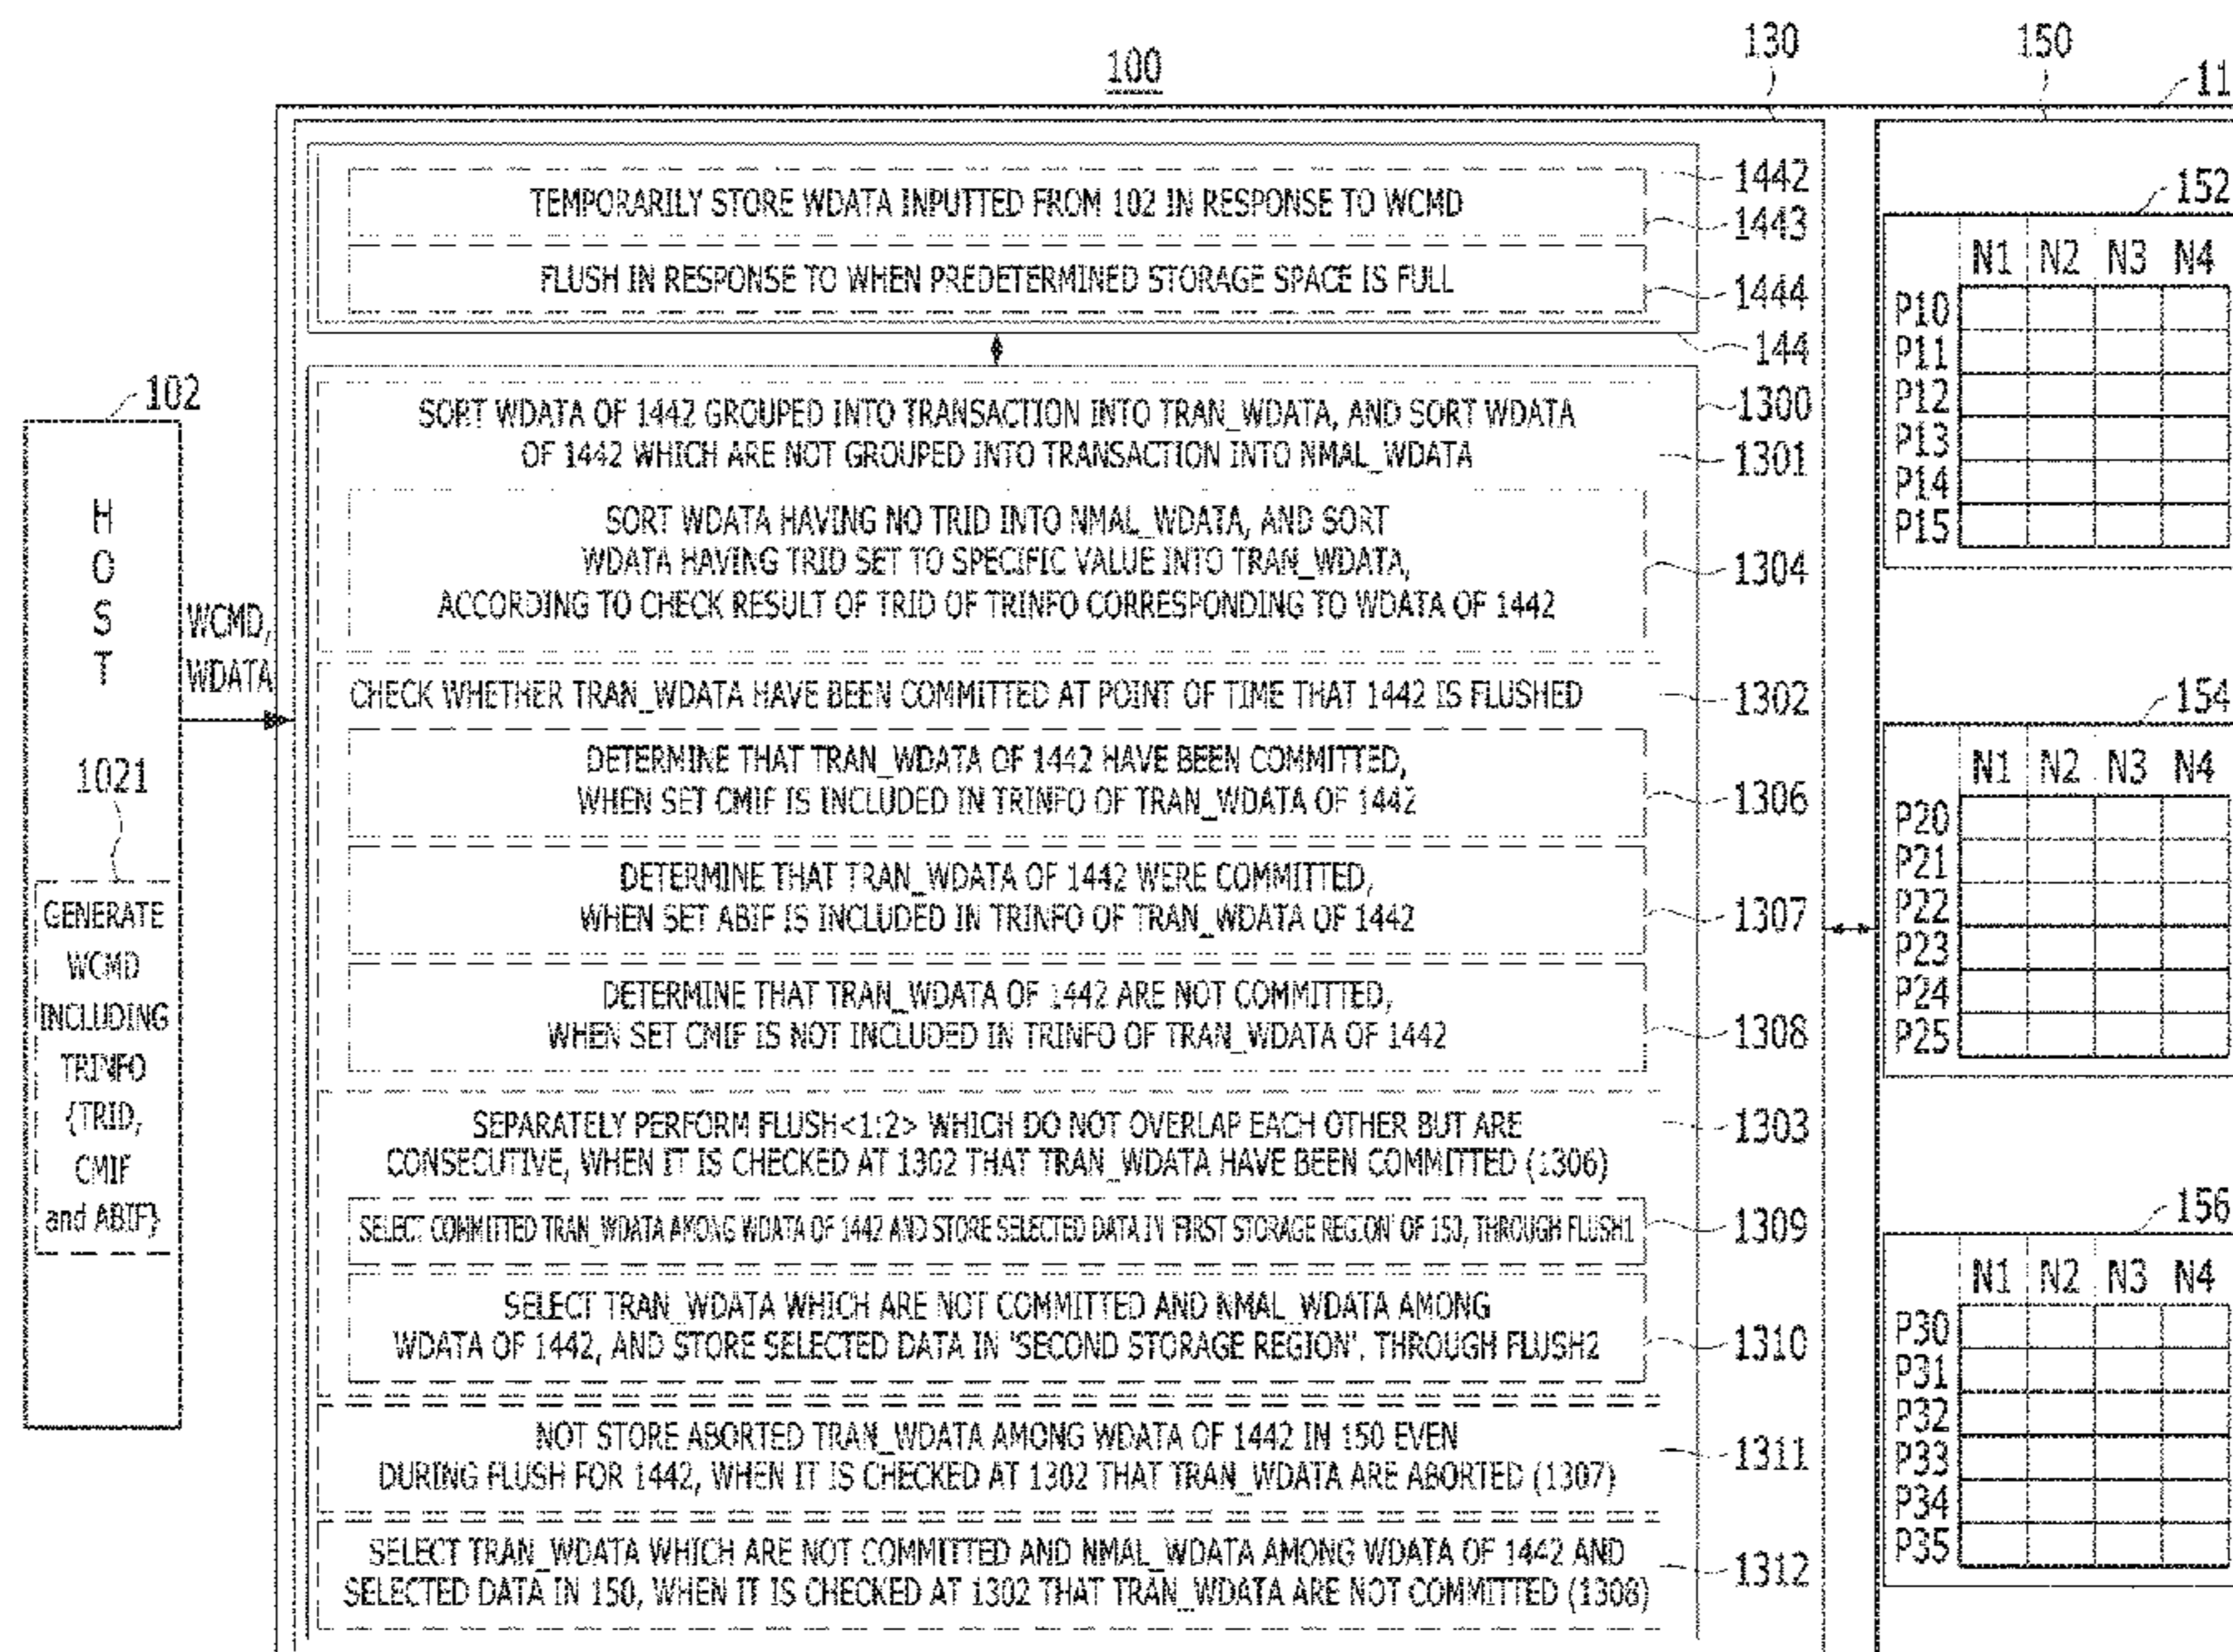 100
130
150
11
102
H
O
S
T
1021
GENERATE
WCMD
INCLUDING
TRINFO
{TRID,
CMIF
and ABIF}
WCMD,
WDATA
TEMPORARILY STORE WDATA INPUTTED FROM 102 IN RESPONSE TO WCMD
1442
1443
FLUSH IN RESPONSE TO WHEN PREDETERMINED STORAGE SPACE IS FULL
1444
144
SORT WDATA OF 1442 GROUPED INTO TRANSACTION INTO TRAN_WDATA, AND SORT WDATA
OF 1442 WHICH ARE NOT GROUPED INTO TRANSACTION INTO NMAL_WDATA
1300
1301
SORT WDATA HAVING NO TRID INTO NMAL_WDATA, AND SORT
WDATA HAVING TRID SET TO SPECIFIC VALUE INTO TRAN_WDATA,
ACCORDING TO CHECK RESULT OF TRID OF TRINFO CORRESPONDING TO WDATA OF 1442
1304
CHECK WHETHER TRAN_WDATA HAVE BEEN COMMITTED AT POINT OF TIME THAT 1442 IS FLUSHED
1302
DETERMINE THAT TRAN_WDATA OF 1442 HAVE BEEN COMMITTED,
WHEN SET CMIF IS INCLUDED IN TRINFO OF TRAN_WDATA OF 1442
1306
DETERMINE THAT TRAN_WDATA OF 1442 WERE COMMITTED,
WHEN SET ABIF IS INCLUDED IN TRINFO OF TRAN_WDATA OF 1442
1307
DETERMINE THAT TRAN_WDATA OF 1442 ARE NOT COMMITTED,
WHEN SET CMIF IS NOT INCLUDED IN TRINFO OF TRAN_WDATA OF 1442
1308
SEPARATELY PERFORM FLUSH<1:2> WHICH DO NOT OVERLAP EACH OTHER BUT ARE
CONSECUTIVE, WHEN IT IS CHECKED AT 1302 THAT TRAN_WDATA HAVE BEEN COMMITTED (1306)
1303
SELECT COMMITTED TRAN_WDATA AMONG WDATA OF 1442 AND STORE SELECTED DATA IN 'FIRST STORAGE REGION' OF 150, THROUGH FLUSH1
1309
SELECT TRAN_WDATA WHICH ARE NOT COMMITTED AND NMAL_WDATA AMONG
WDATA OF 1442, AND STORE SELECTED DATA IN 'SECOND STORAGE REGION', THROUGH FLUSH2
1310
NOT STORE ABORTED TRAN_WDATA AMONG WDATA OF 1442 IN 150 EVEN
DURING FLUSH FOR 1442, WHEN IT IS CHECKED AT 1302 THAT TRAN_WDATA ARE ABORTED (1307)
1311
SELECT TRAN_WDATA WHICH ARE NOT COMMITTED AND NMAL_WDATA AMONG WDATA OF 1442 AND
SELECTED DATA IN 150, WHEN IT IS CHECKED AT 1302 THAT TRAN_WDATA ARE NOT COMMITTED (1308)
1312
152
N1 N2 N3 N4
P10
P11
P12
P13
P14
P15
154
N1 N2 N3 N4
P20
P21
P22
P23
P24
P25
156
N1 N2 N3 N4
P30
P31
P32
P33
P34
P35